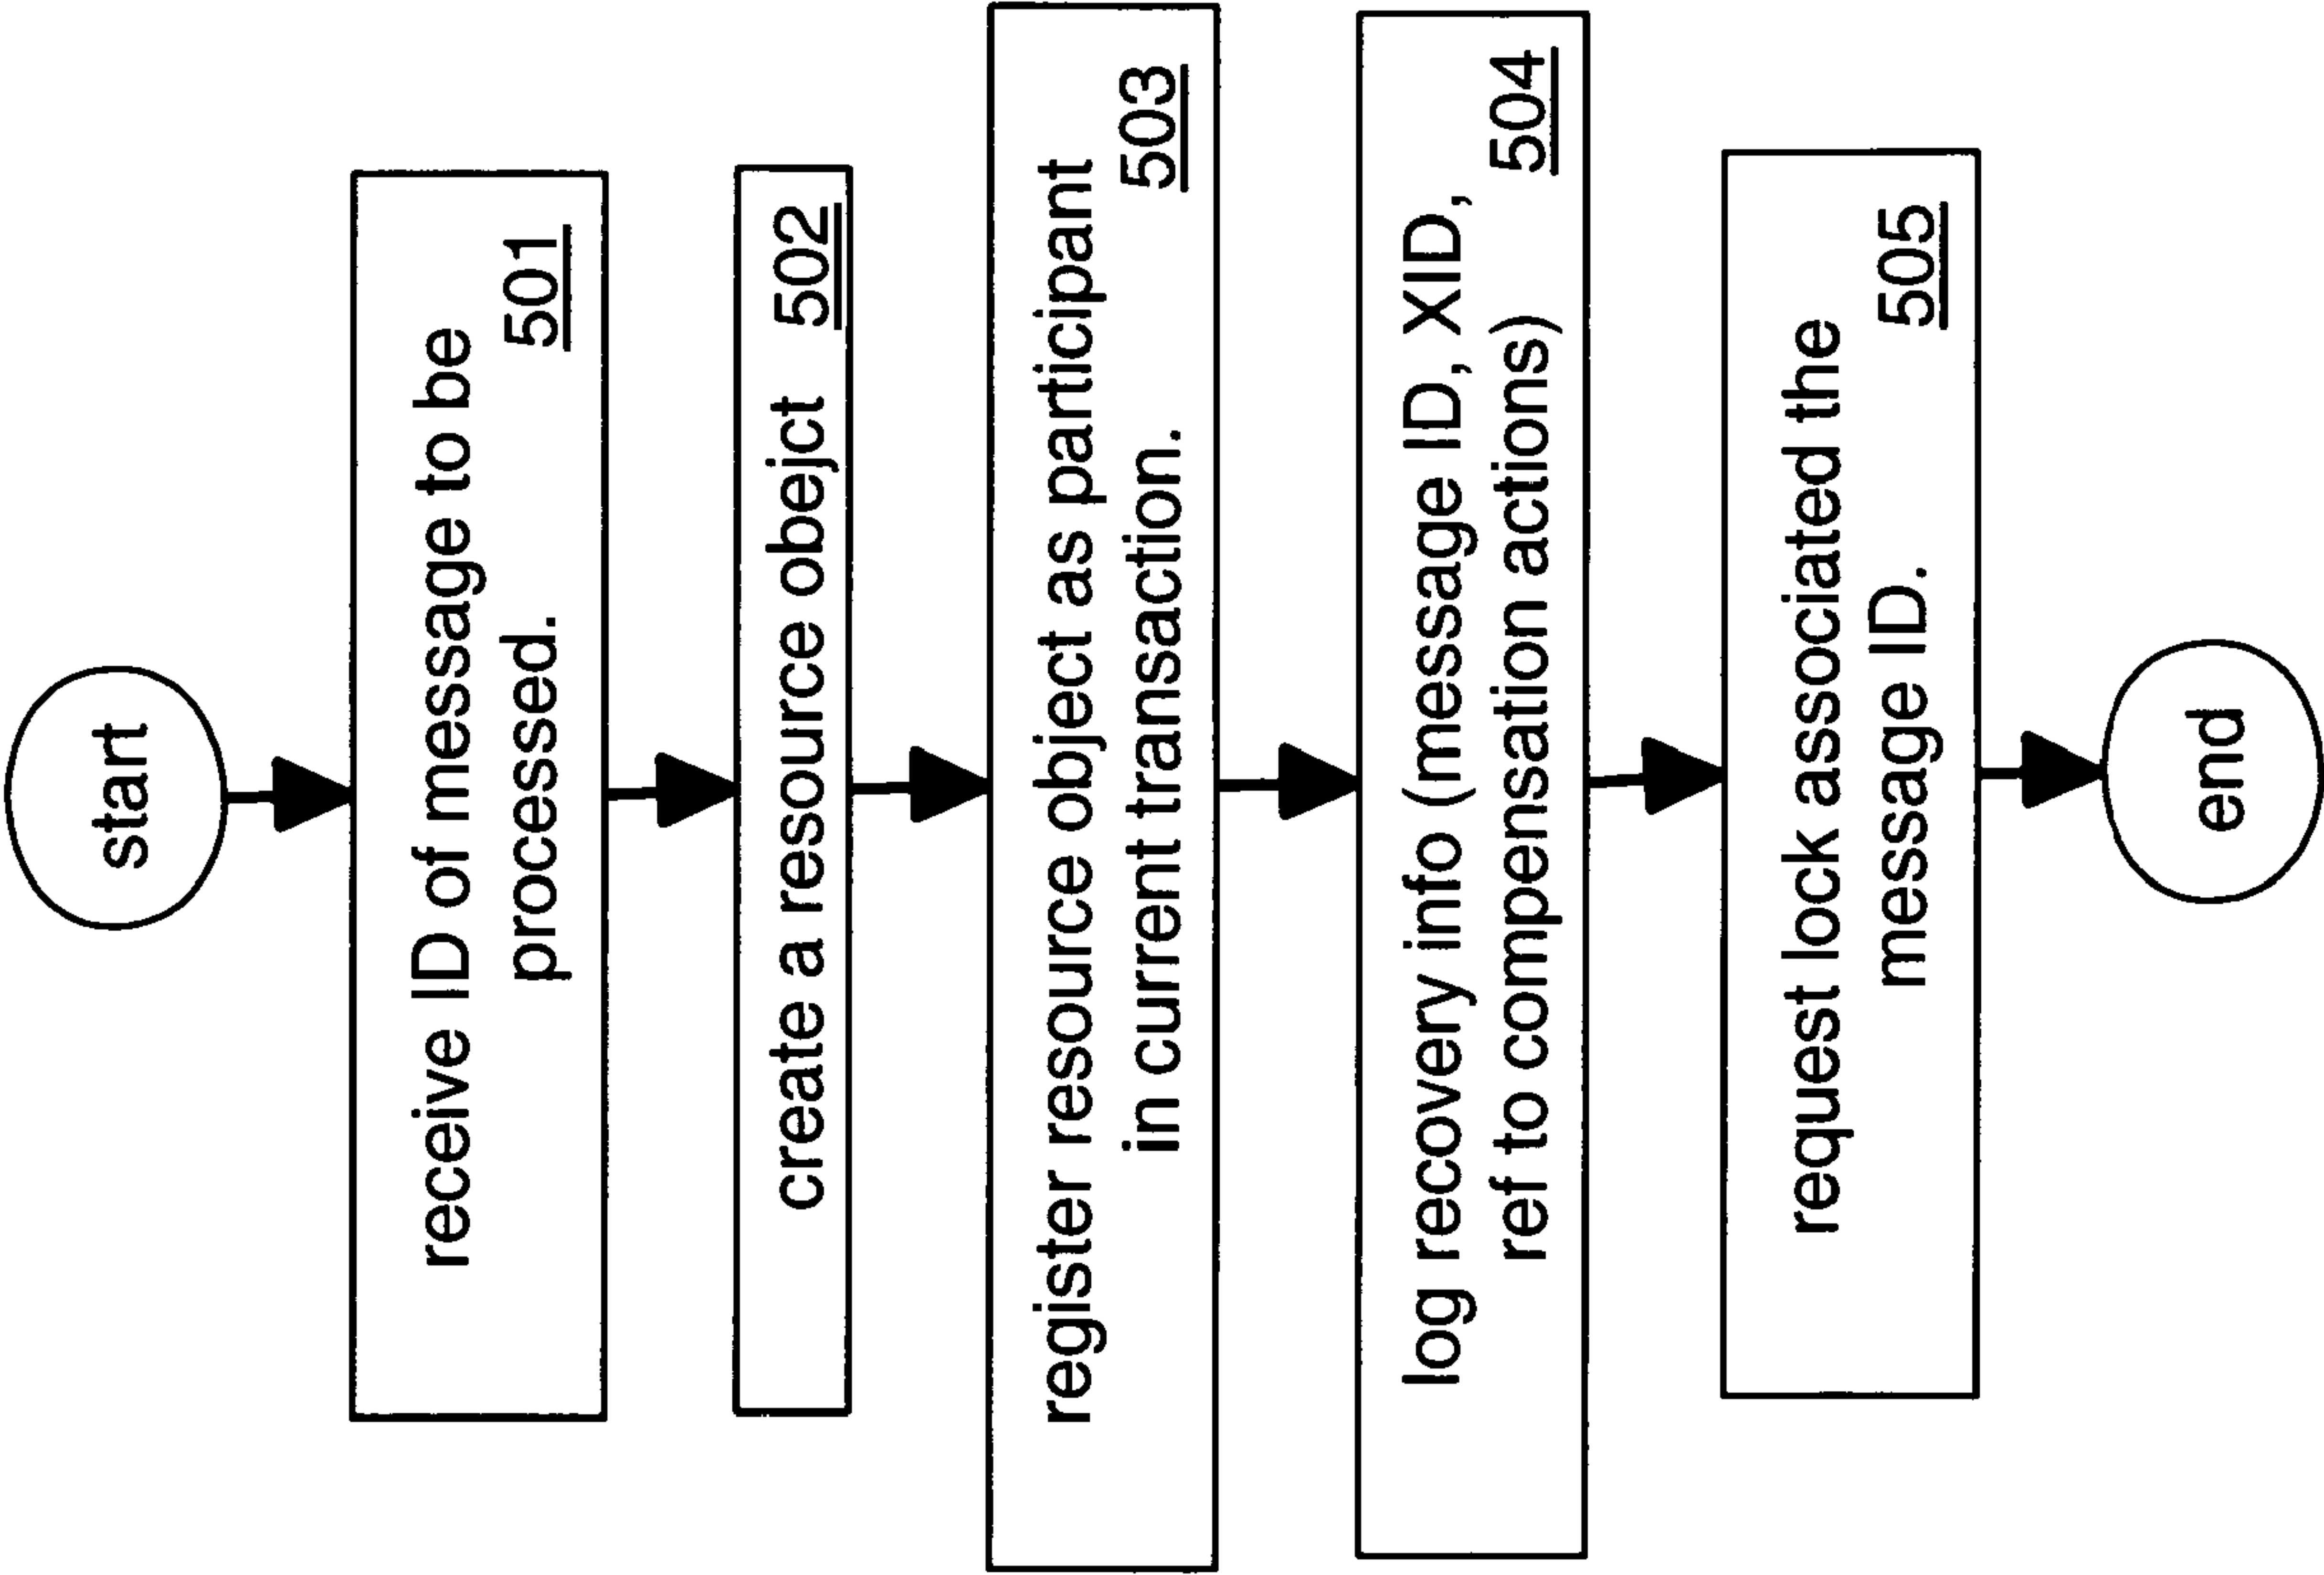 start
receive ID of message to be
processed.
501
create a resource obejct 502
register resource object as participant
in current transaction.
503
log recovery info (message ID, XID,
ref to compensation actions)
504
request lock associated the
message ID.
505
end